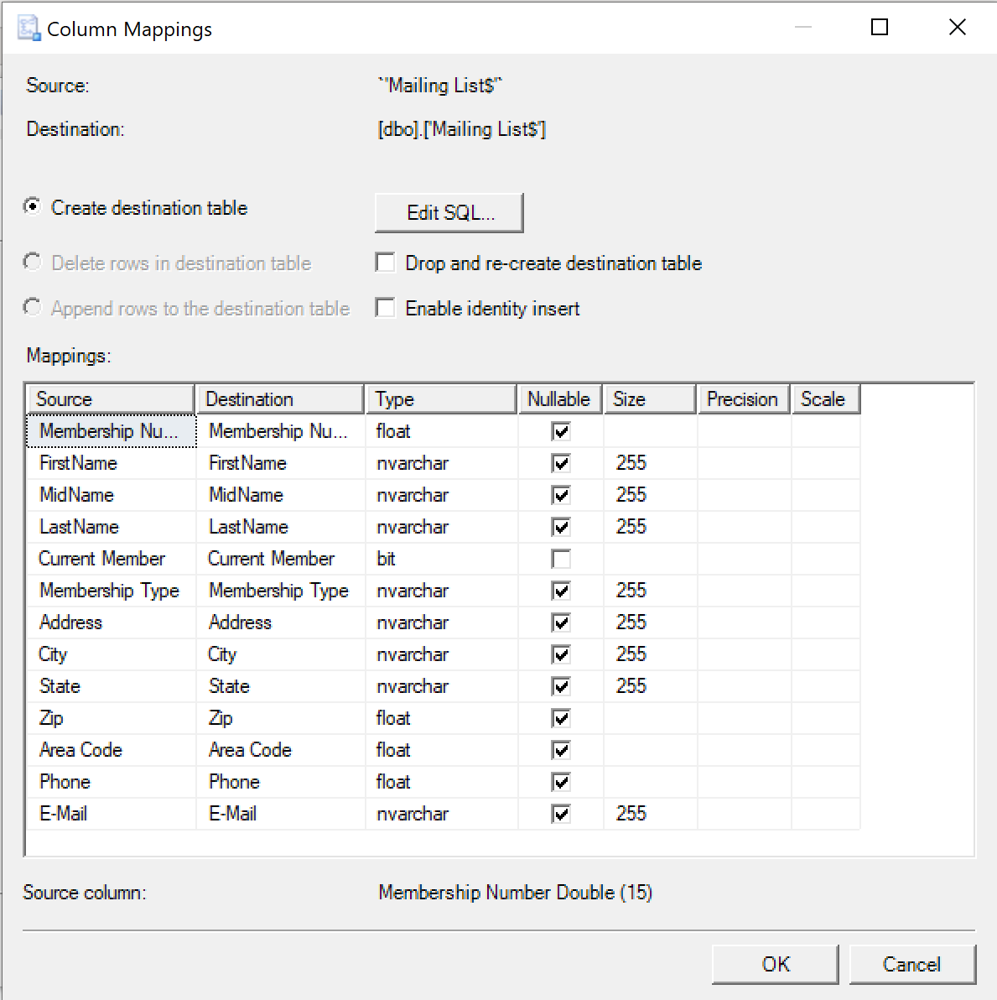 Column Mappings
Source: `'Mailing List$'`
Destination: [dbo].['Mailing List$']
Create destination table Edit SQL...
Delete rows in destination table Drop and re-create destination table
Append rows to the destination table Enable identity insert
Mappings:
Source Destination Type Nullable Size Precision Scale
Membership Nu... Membership Nu... float
FirstName FirstName nvarchar 255
MidName MidName nvarchar 255
LastName LastName nvarchar 255
Current Member Current Member bit
Membership Type Membership Type nvarchar 255
Address Address nvarchar 255
City City nvarchar 255
State State nvarchar 255
Zip Zip float
Area Code Area Code float
Phone Phone float
E-Mail E-Mail nvarchar 255
Source column: Membership Number Double (15)
OK Cancel